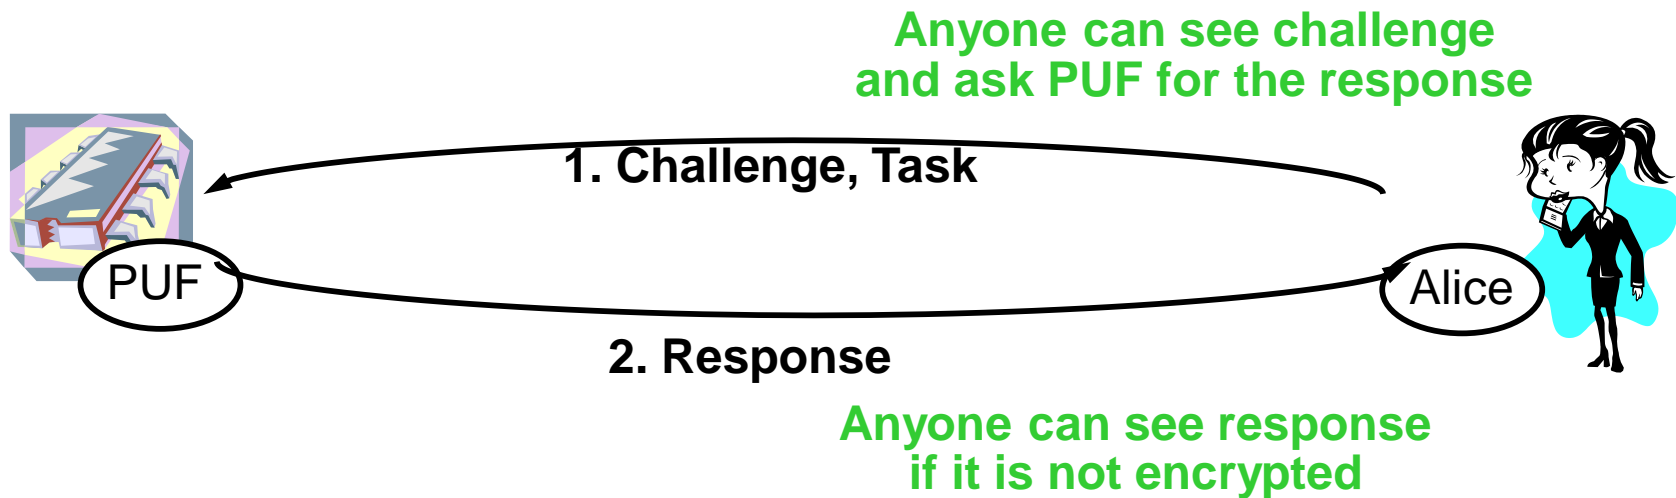 Anyone can see challenge
and ask PUF for the response
1. Challenge, Task
PUF
Alice
2. Response
Anyone can see response
if it is not encrypted